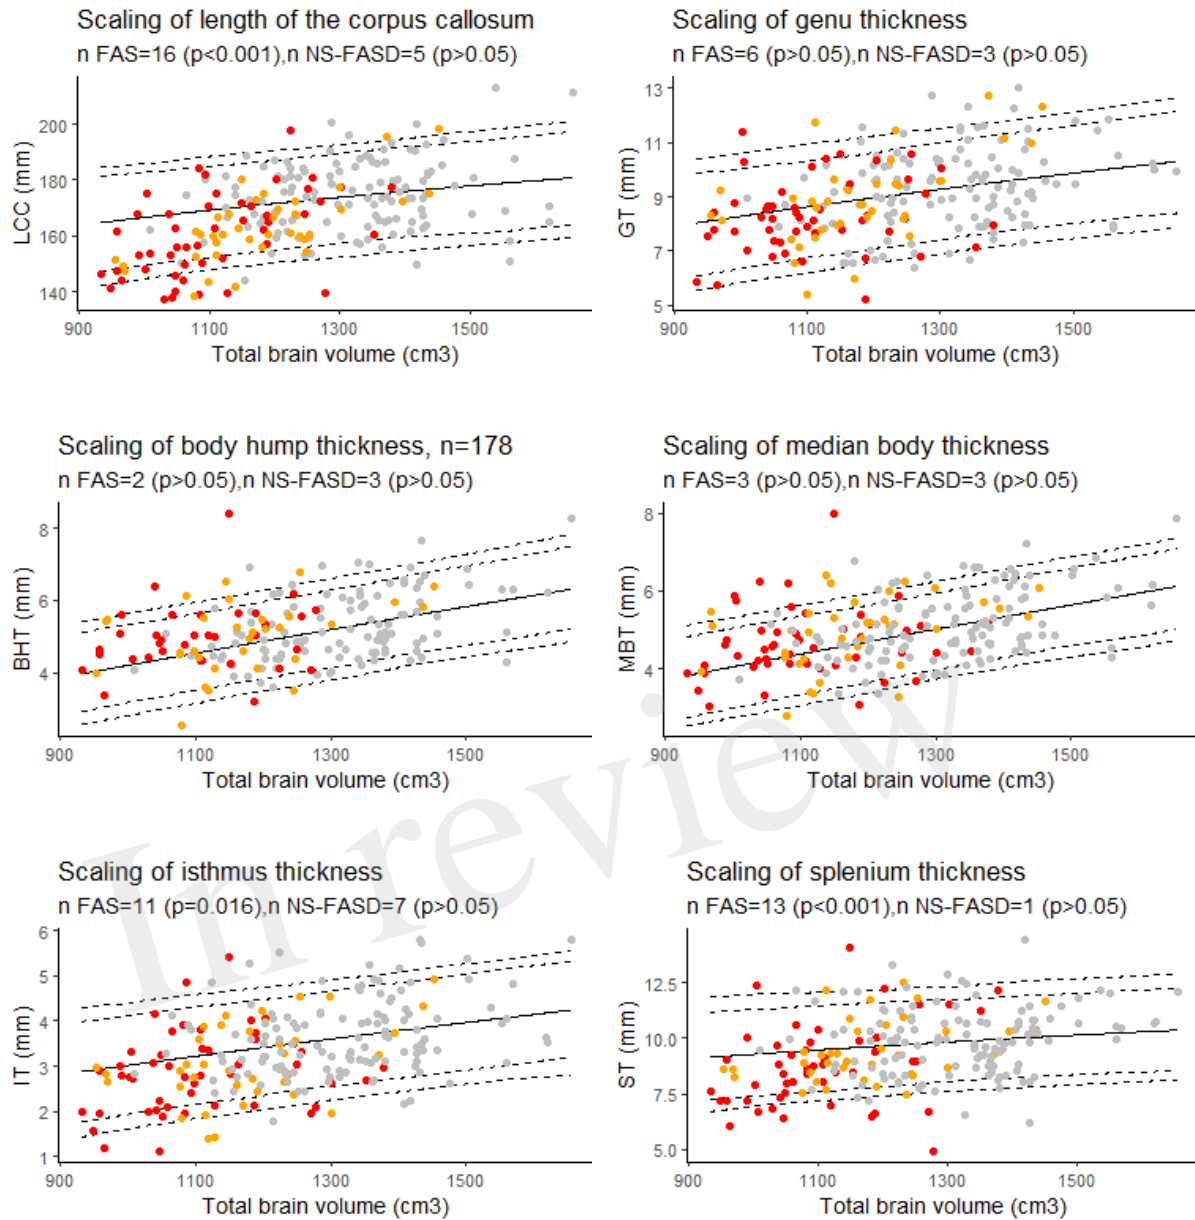 Scaling of length of the corpus callosum
n FAS=16 (p<0.001),n NS-FASD=5 (p>0.05)
200
180
160
140
LCC (mm)
900 1100 1300 1500
Total brain volume (cm3)
Scaling of genu thickness
n FAS=6 (p>0.05),n NS-FASD=3 (p>0.05)
13
11
9
7
5
GT (mm)
900 1100 1300 1500
Total brain volume (cm3)
Scaling of body hump thickness, n=178
n FAS=2 (p>0.05),n NS-FASD=3 (p>0.05)
8
6
4
BHT (mm)
900 1100 1300 1500
Total brain volume (cm3)
Scaling of median body thickness
n FAS=3 (p>0.05),n NS-FASD=3 (p>0.05)
8
6
4
MBT (mm)
900 1100 1300 1500
Total brain volume (cm3)
Scaling of isthmus thickness
n FAS=11 (p=0.016),n NS-FASD=7 (p>0.05)
6
5
4
3
2
1
IT (mm)
900 1100 1300 1500
Total brain volume (cm3)
Scaling of splenium thickness
n FAS=13 (p<0.001),n NS-FASD=1 (p>0.05)
12.5
10.0
7.5
5.0
ST (mm)
900 1100 1300 1500
Total brain volume (cm3)
In review